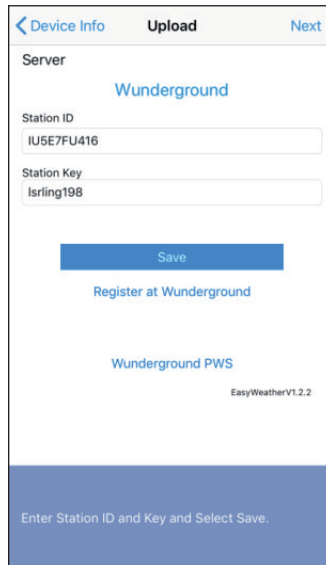 Device Info Upload Next
Server
Wunderground
Station ID
IU5E7FU416
Station Key
Isrling198
Save
Register at Wunderground
Wunderground PWS
EasyWeatherV1.2.2
Enter Station ID and Key and Select Save.